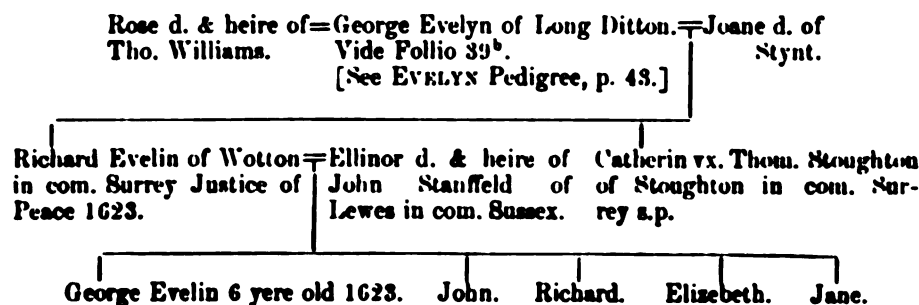 Rose d. & heire of=George Evelyn of Long Ditton.=Joane d. of
Tho. Williams. Vide Follio 39b. Stynt.
[See EVELYN Pedigree, p. 43.]
Richard Evelin of Wotton=Ellinor d. & heire of Catherin vx. Thom. Stoughton
in com. Surrey Justice of John Stanffeld of of Stoughton in com. Sur-
Peace 1623. Lewes in com. Sussex. rey s.p.
George Evelin 6 yere old 1623. John. Richard. Elizebeth. Jane.